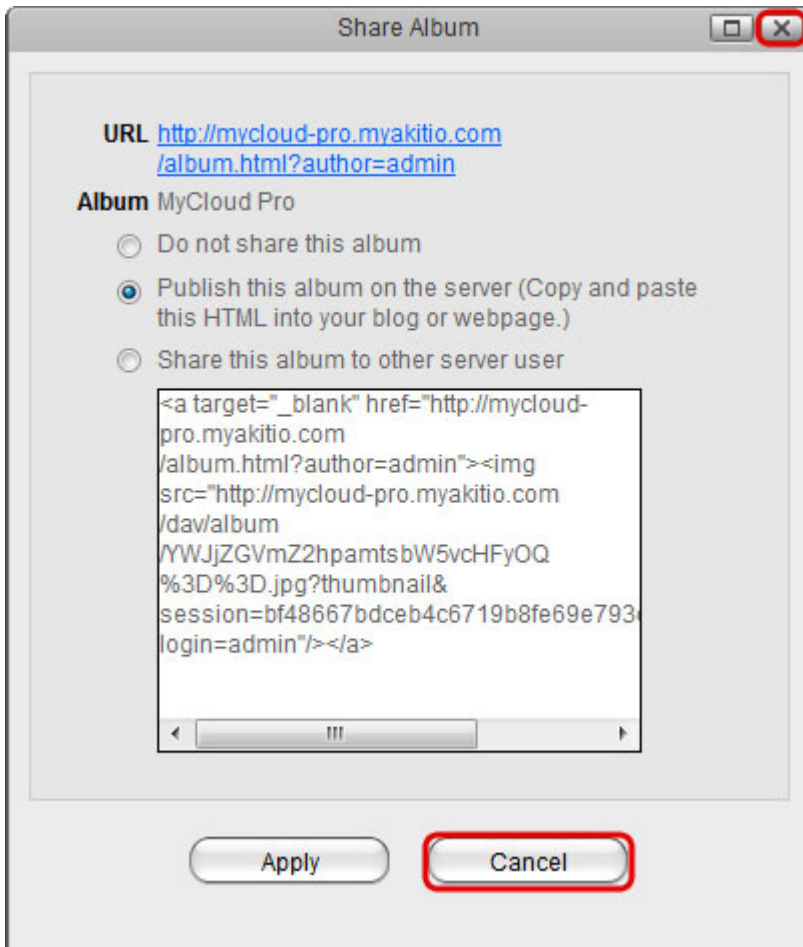 Share Album
URL http://mycloud-pro.myakitio.com
/album.html?author=admin
Album MyCloud Pro
Do not share this album
Publish this album on the server (Copy and paste
this HTML into your blog or webpage.)
Share this album to other server user
<a target="_blank" href="http://mycloud-
pro.myakitio.com
/album.html?author=admin"><img
src="http://mycloud-pro.myakitio.com
/dav/album
/YWJjZGVmZ2hpamtsbW5vcHFyOQ
%3D%3D.jpg?thumbnail&
session=bf48667bdceb4c6719b8fe69e793
login=admin"/></a>
Apply Cancel